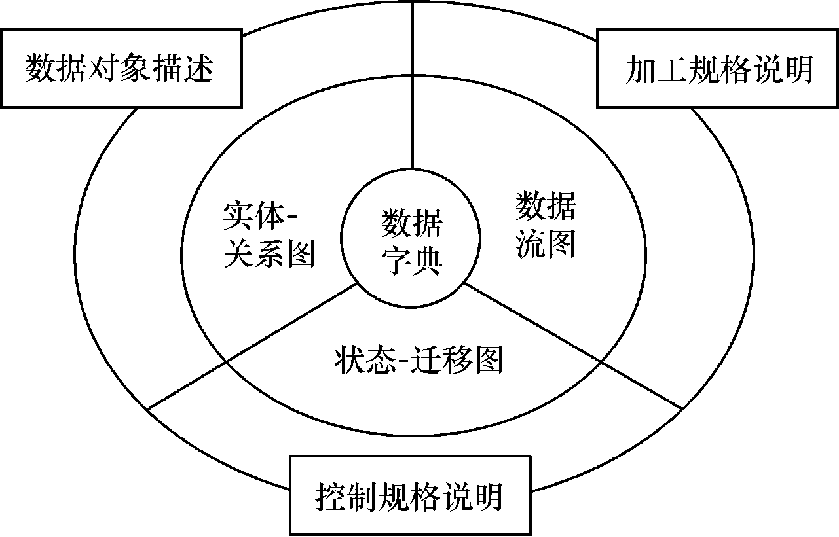 数据对象描述
加工规格说明
实体-
关系图
数据
字典
数据
流图
状态-迁移图
控制规格说明